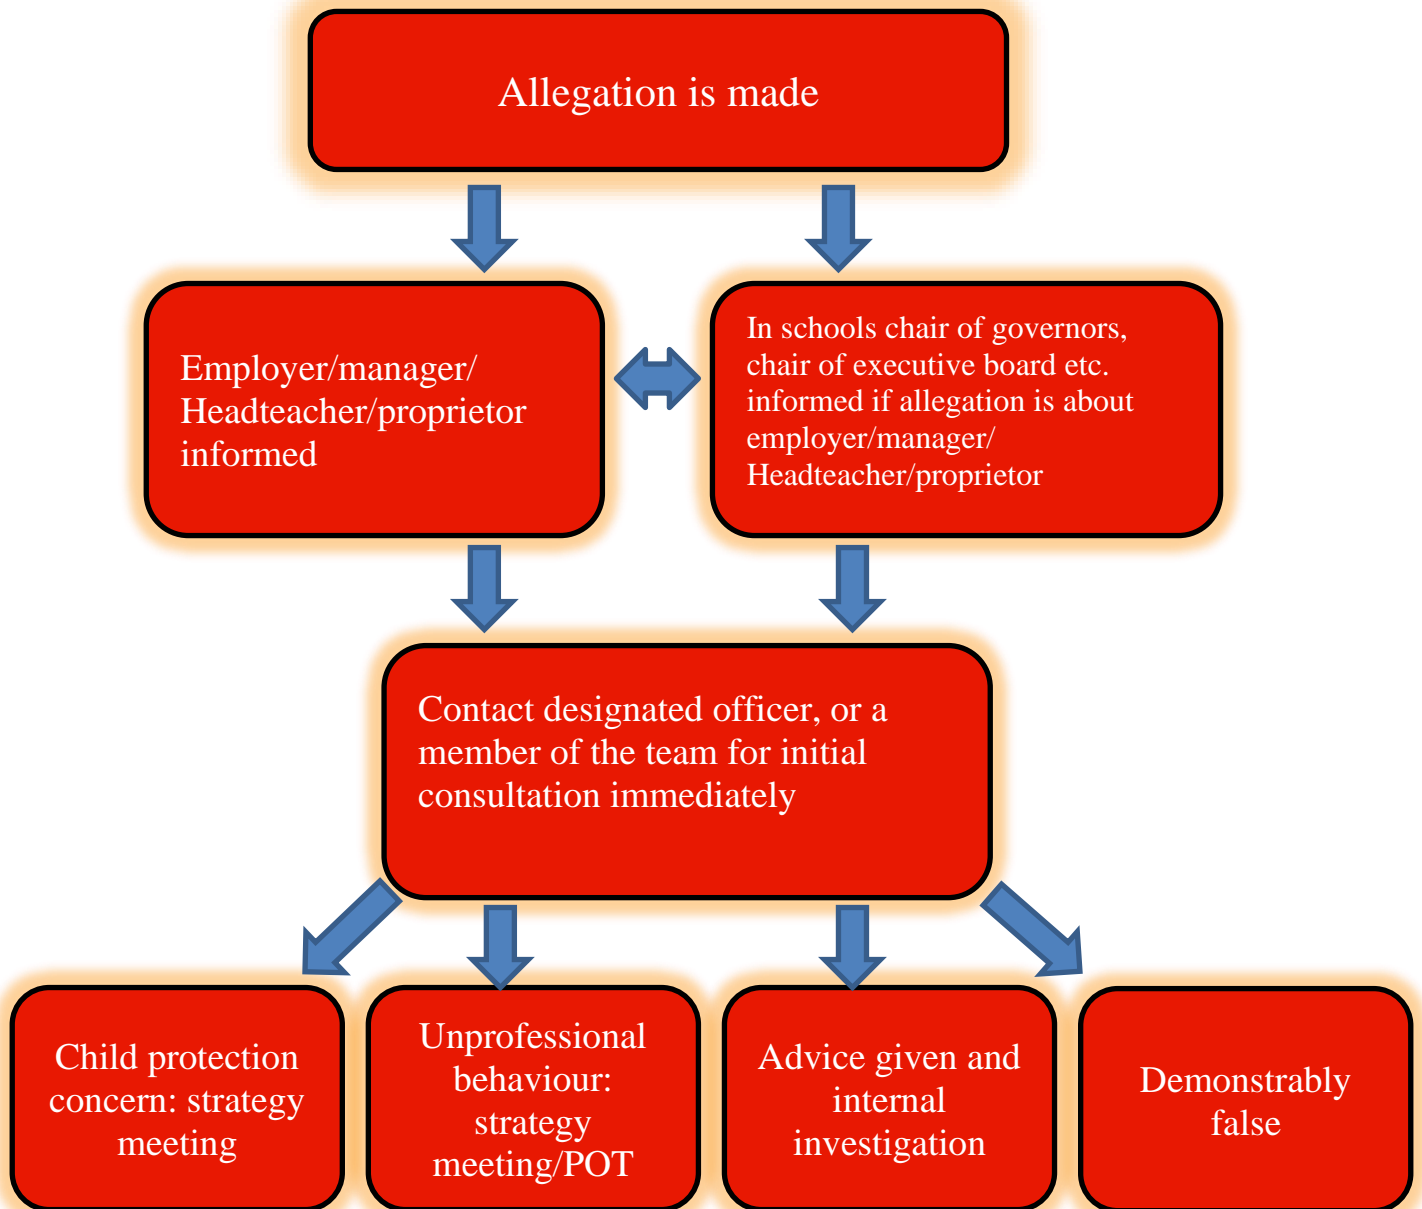 Allegation is made
Employer/manager/
Headteacher/proprietor
informed
In schools chair of governors,
chair of executive board etc.
informed if allegation is about
employer/manager/
Headteacher/proprietor
Contact designated officer, or a
member of the team for initial
consultation immediately
Child protection
concern: strategy
meeting
Unprofessional
behaviour:
strategy
meeting/POT
Advice given and
internal
investigation
Demonstrably
false